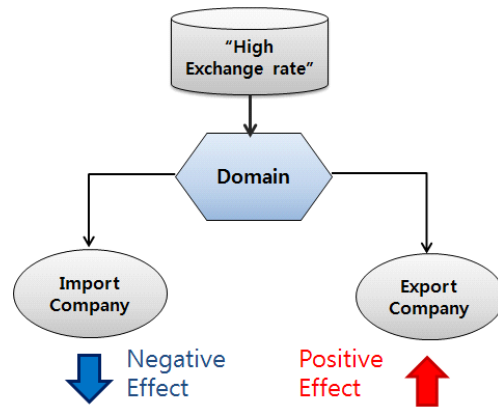 “High
Exchange rate”
Domain
Import
Company
Export
Company
Negative
Effect
Positive
Effect